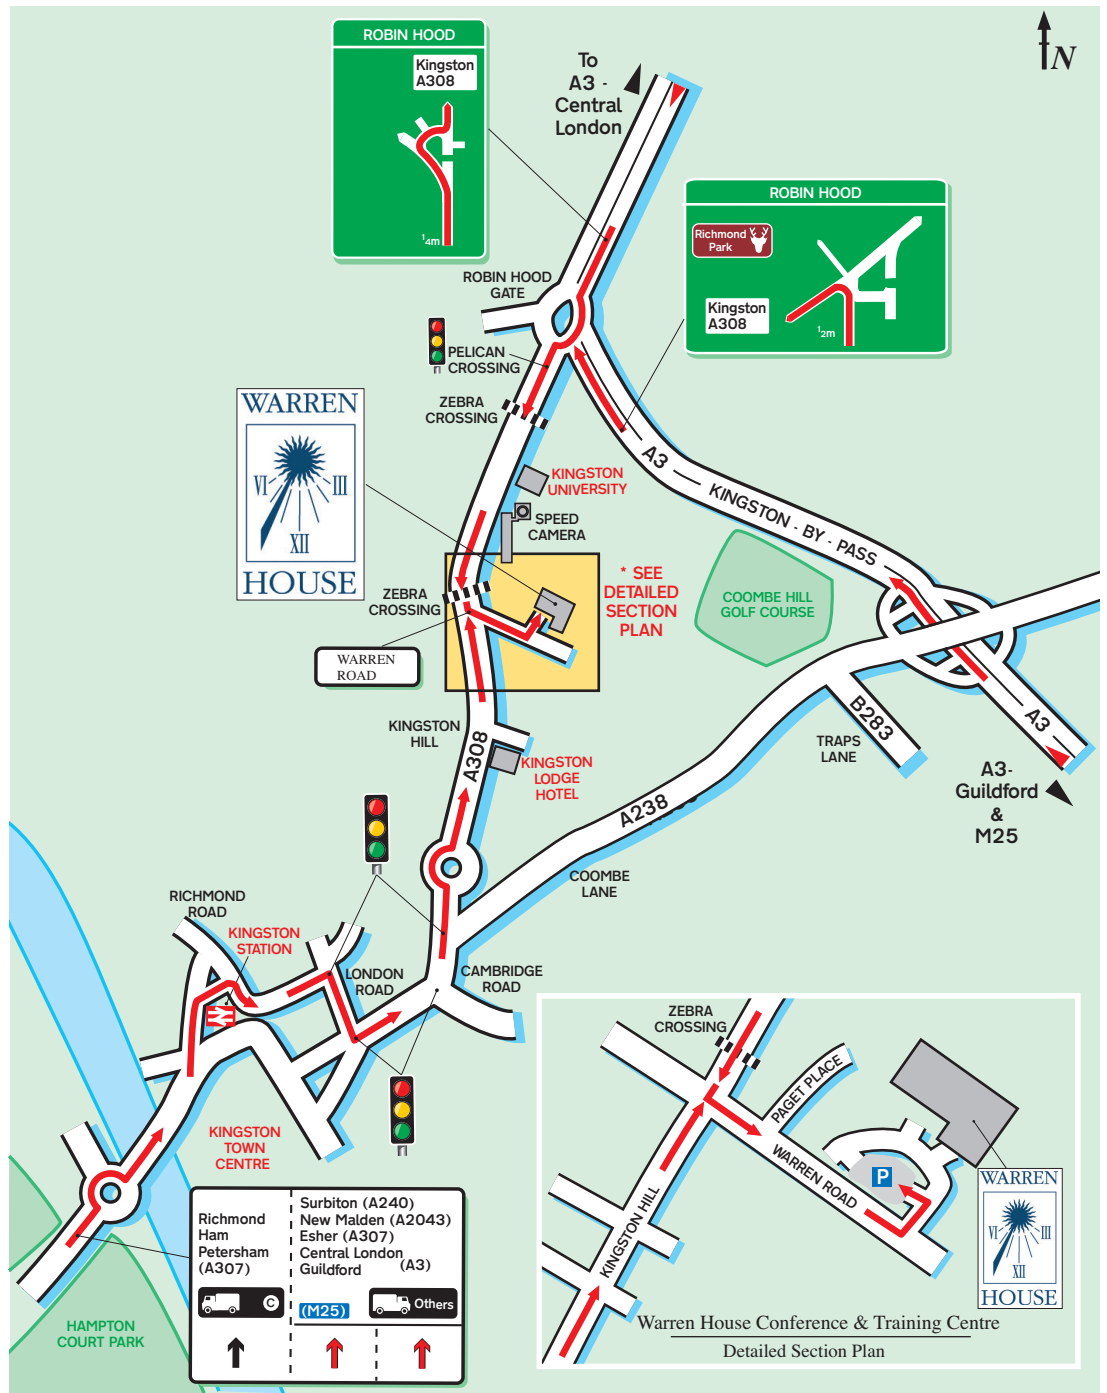 ROBIN HOOD
Kingston
A308
¼m
To
A3 -
Central
London
N
ROBIN HOOD
Richmond
Park
Kingston
A308
½m
ROBIN HOOD
GATE
PELICAN
CROSSING
ZEBRA
CROSSING
WARREN
VI III
XII
HOUSE
A3
KINGSTON - BY - PASS
KINGSTON
UNIVERSITY
SPEED
CAMERA
* SEE
DETAILED
SECTION
PLAN
COOMBE HILL
GOLF COURSE
ZEBRA
CROSSING
WARREN
ROAD
KINGSTON
HILL
A308
KINGSTON
LODGE
HOTEL
B283
TRAPS
LANE
A3
A3-
Guildford
&
M25
A238
COOMBE
LANE
RICHMOND
ROAD
KINGSTON
STATION
LONDON
ROAD
CAMBRIDGE
ROAD
KINGSTON
TOWN
CENTRE
HAMPTON
COURT PARK
Richmond
Ham
Petersham
(A307)
C
Surbiton (A240)
New Malden (A2043)
Esher (A307)
Central London
Guildford (A3)
(M25)
Others
ZEBRA
CROSSING
PAGET PLACE
WARREN ROAD
P
KINGSTON HILL
WARREN
VI III
XII
HOUSE
Warren House Conference & Training Centre
Detailed Section Plan